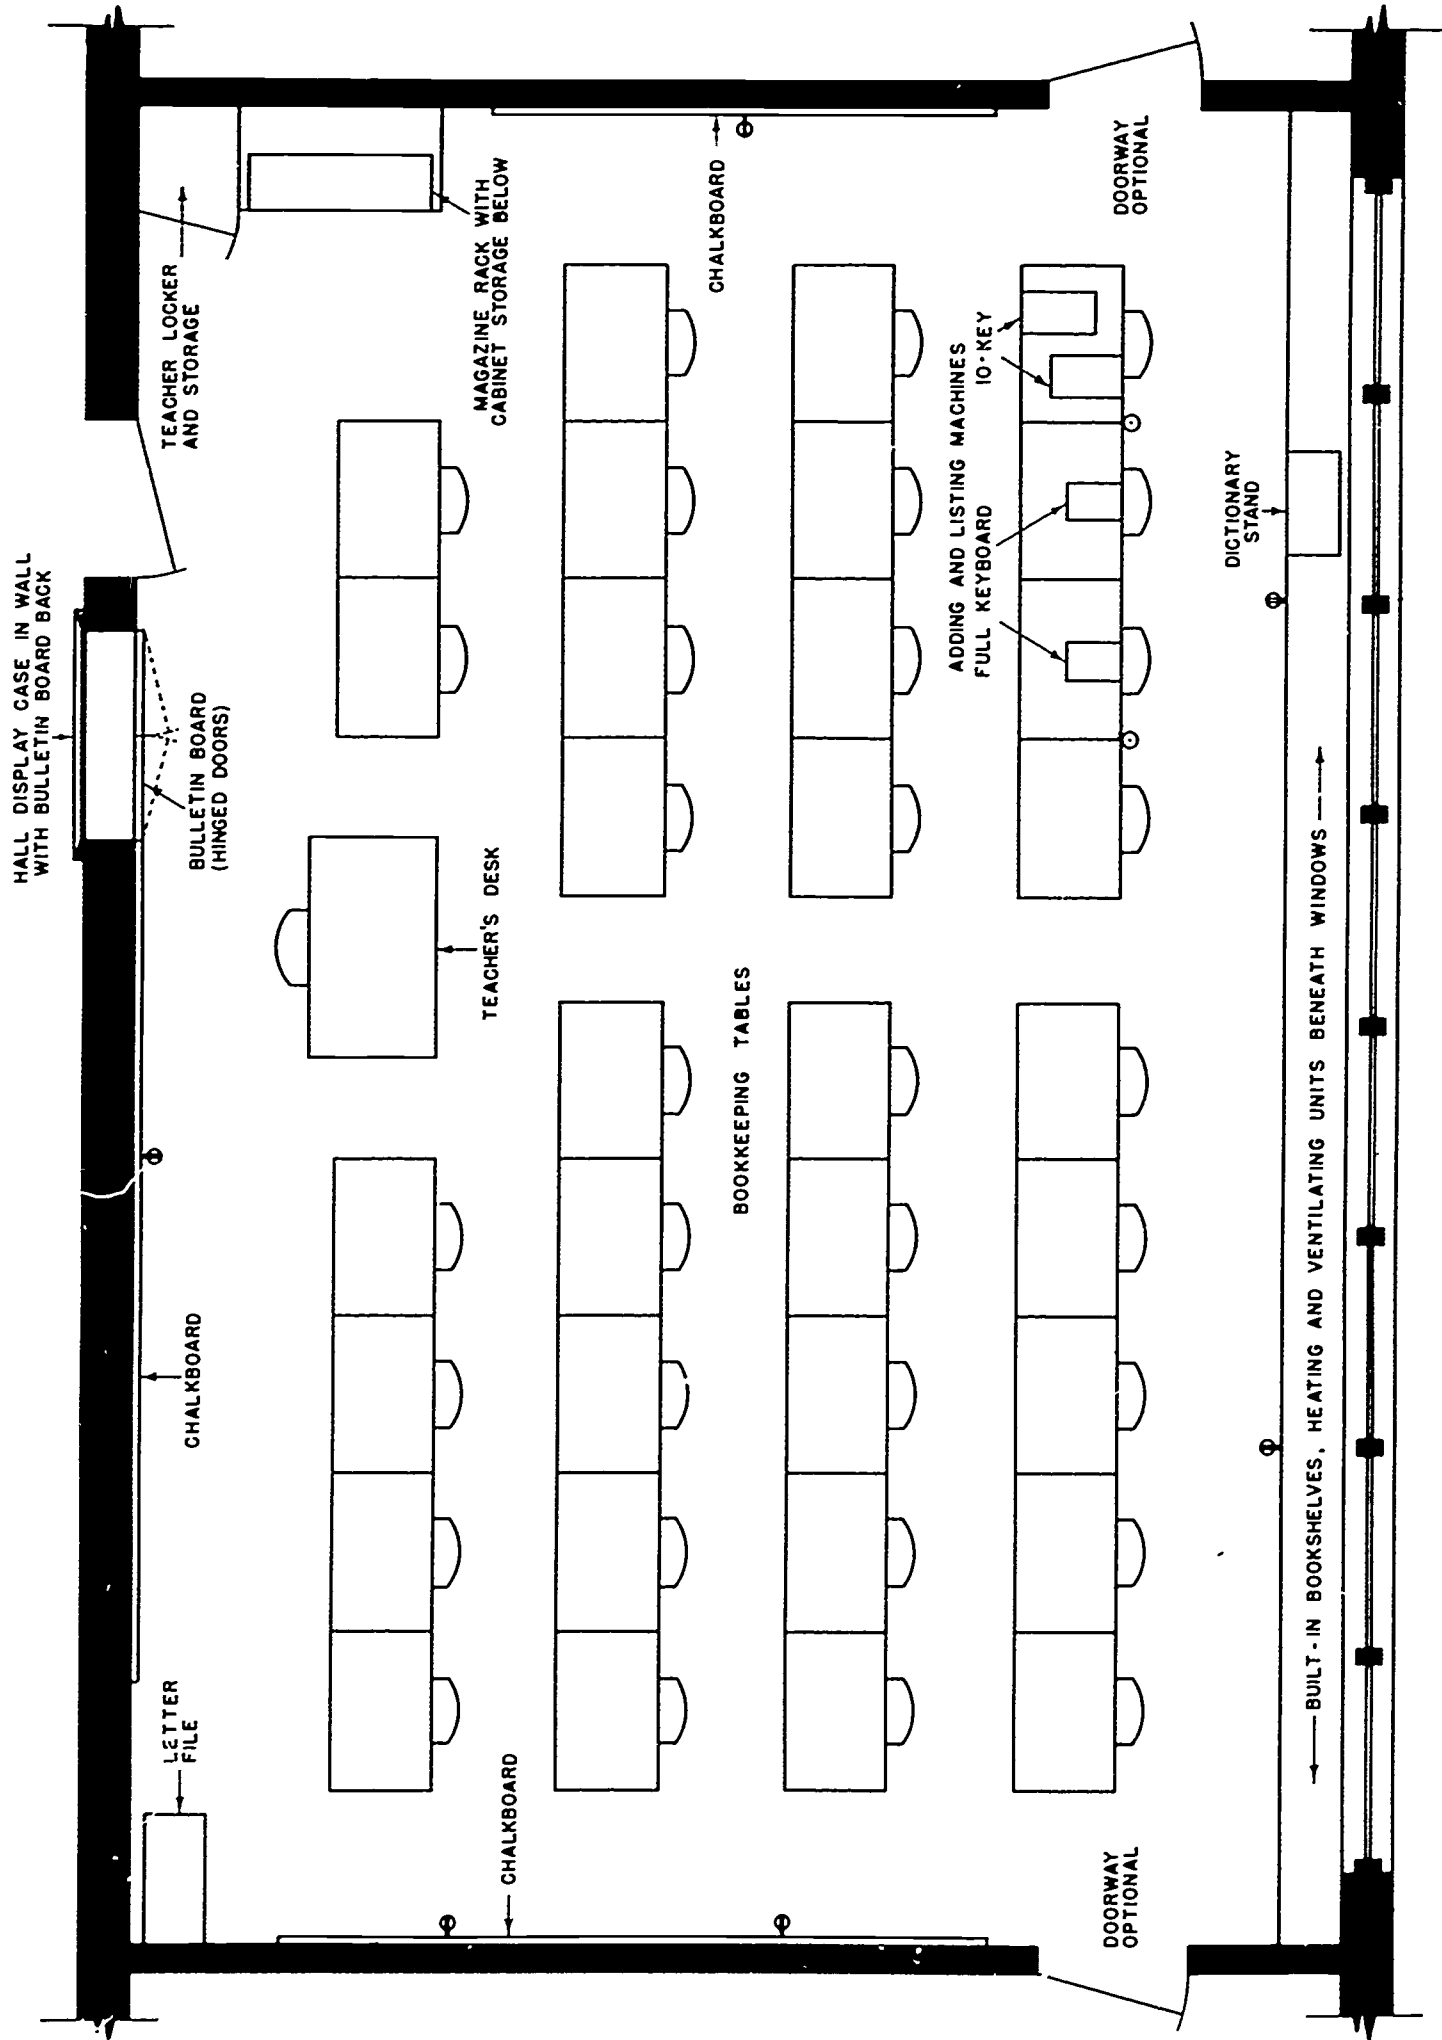 HALL DISPLAY CASE IN WALL
WITH BULLETIN BOARD BACK
BULLETIN BOARD
(HINGED DOORS)
TEACHER LOCKER
AND STORAGE
CHALKBOARD
LETTER
FILE
MAGAZINE RACK WITH
CABINET STORAGE BELOW
TEACHER'S DESK
CHALKBOARD
CHALKBOARD
BOOKKEEPING TABLES
ADDING AND LISTING MACHINES
FULL KEYBOARD
10-KEY
DOORWAY
OPTIONAL
DOORWAY
OPTIONAL
DICTIONARY
STAND
BUILT-IN BOOKSHELVES, HEATING AND VENTILATING UNITS BENEATH WINDOWS